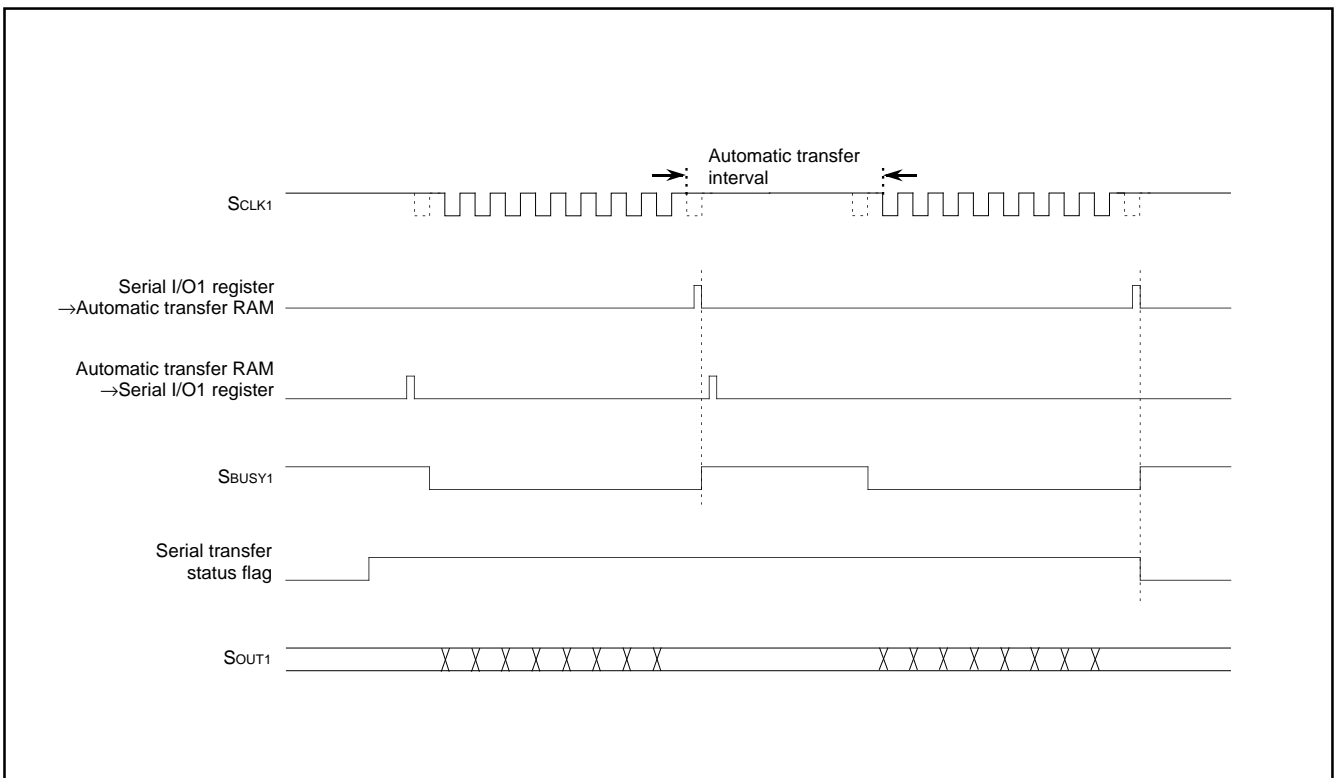 Automatic transfer
interval
SCLK1
Serial I/O1 register
→Automatic transfer RAM
Automatic transfer RAM
→Serial I/O1 register
SBUSY1
Serial transfer
status flag
SOUT1